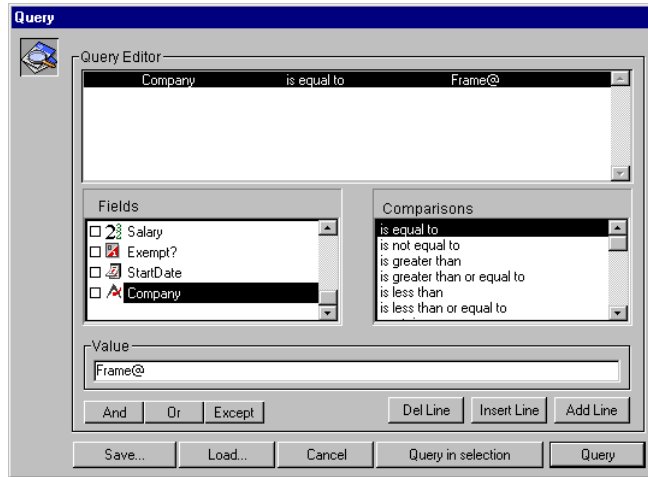 Query
Query Editor
Company is equal to Frame@
Fields
Salary
Exempt?
StartDate
Company
Comparisons
is equal to
is not equal to
is greater than
is greater than or equal to
is less than
is less than or equal to
Value
Frame@
And Or Except Del Line Insert Line Add Line
Save... Load... Cancel Query in selection Query